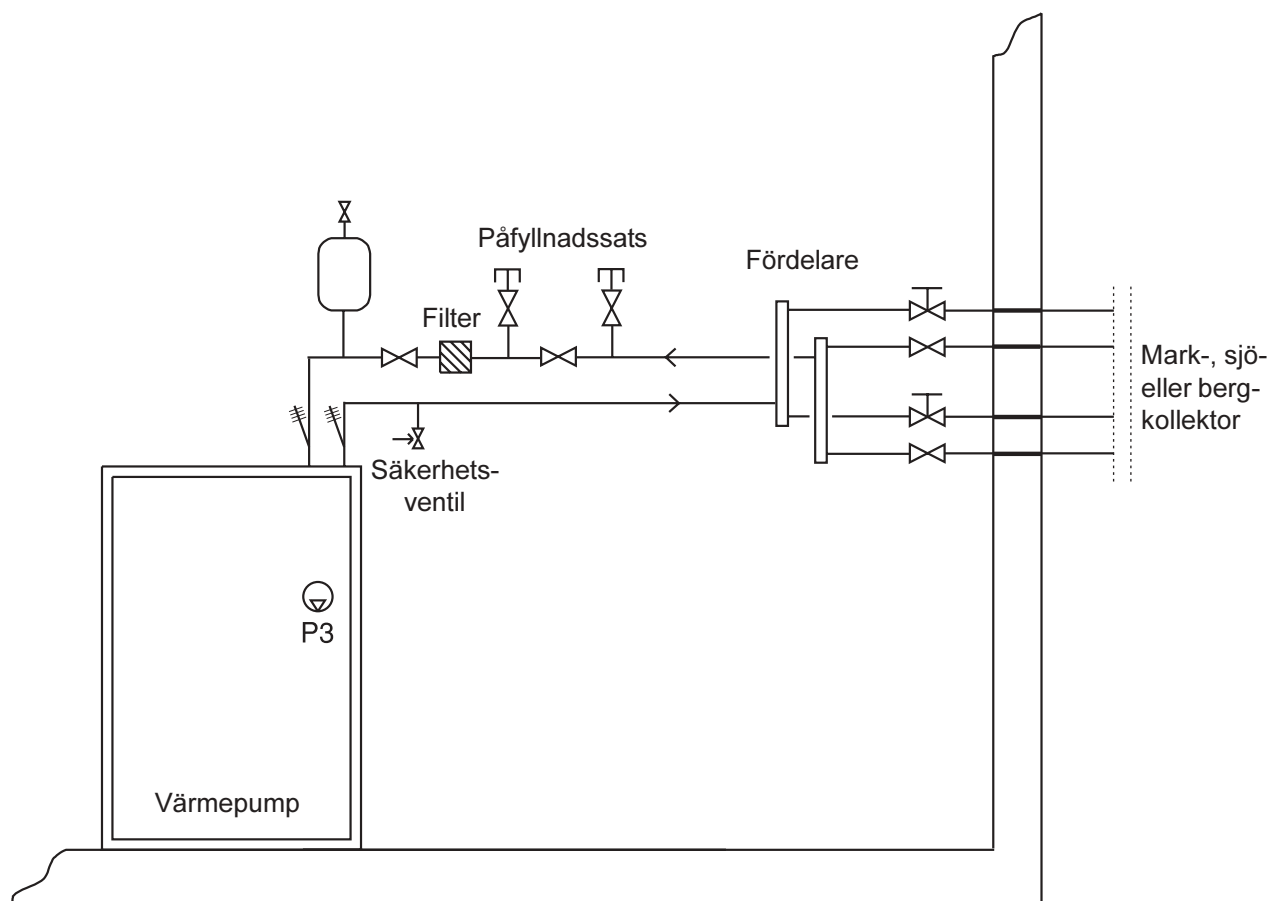 Påfyllnadssats
Fördelare
Filter
Mark-, sjö-
eller berg-
kollektor
Säkerhets-
ventil
P3
Värmepump